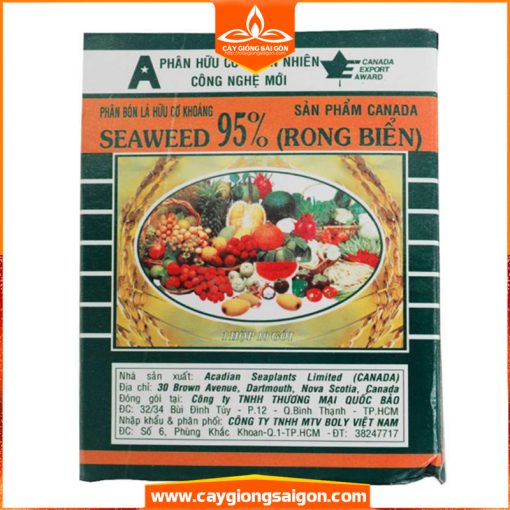 CÂY GIỐNG SÀI GÒN
A PHÂN HỮU CƠ NHIÊN
CÔNG NGHỆ MỚI
CANADA
EXPORT
AWARD
PHÂN BÓN LÁ HỮU CƠ KHOÁNG
SẢN PHẨM CANADA
SEAWEED 95% (RONG BIỂN)
1 HỘP 10 GÓI
Nhà sản xuất: Acadian Seaplants Limited (CANADA)
Địa chỉ: 30 Brown Avenue, Dartmouth, Nova Scotia, Canada
Đóng gói tại: Công ty TNHH THƯƠNG MẠI QUỐC BẢO
ĐC: 32/34 Bùi Đình Túy - P.12 - Q.Bình Thạnh - TP.HCM
Nhập khẩu & phân phối: CÔNG TY TNHH MTV BOLY VIỆT NAM
ĐC: Số 6, Phùng Khắc Khoan-Q.1-TP.HCM -ĐT: 38247717
www.caygiongsaigon.com